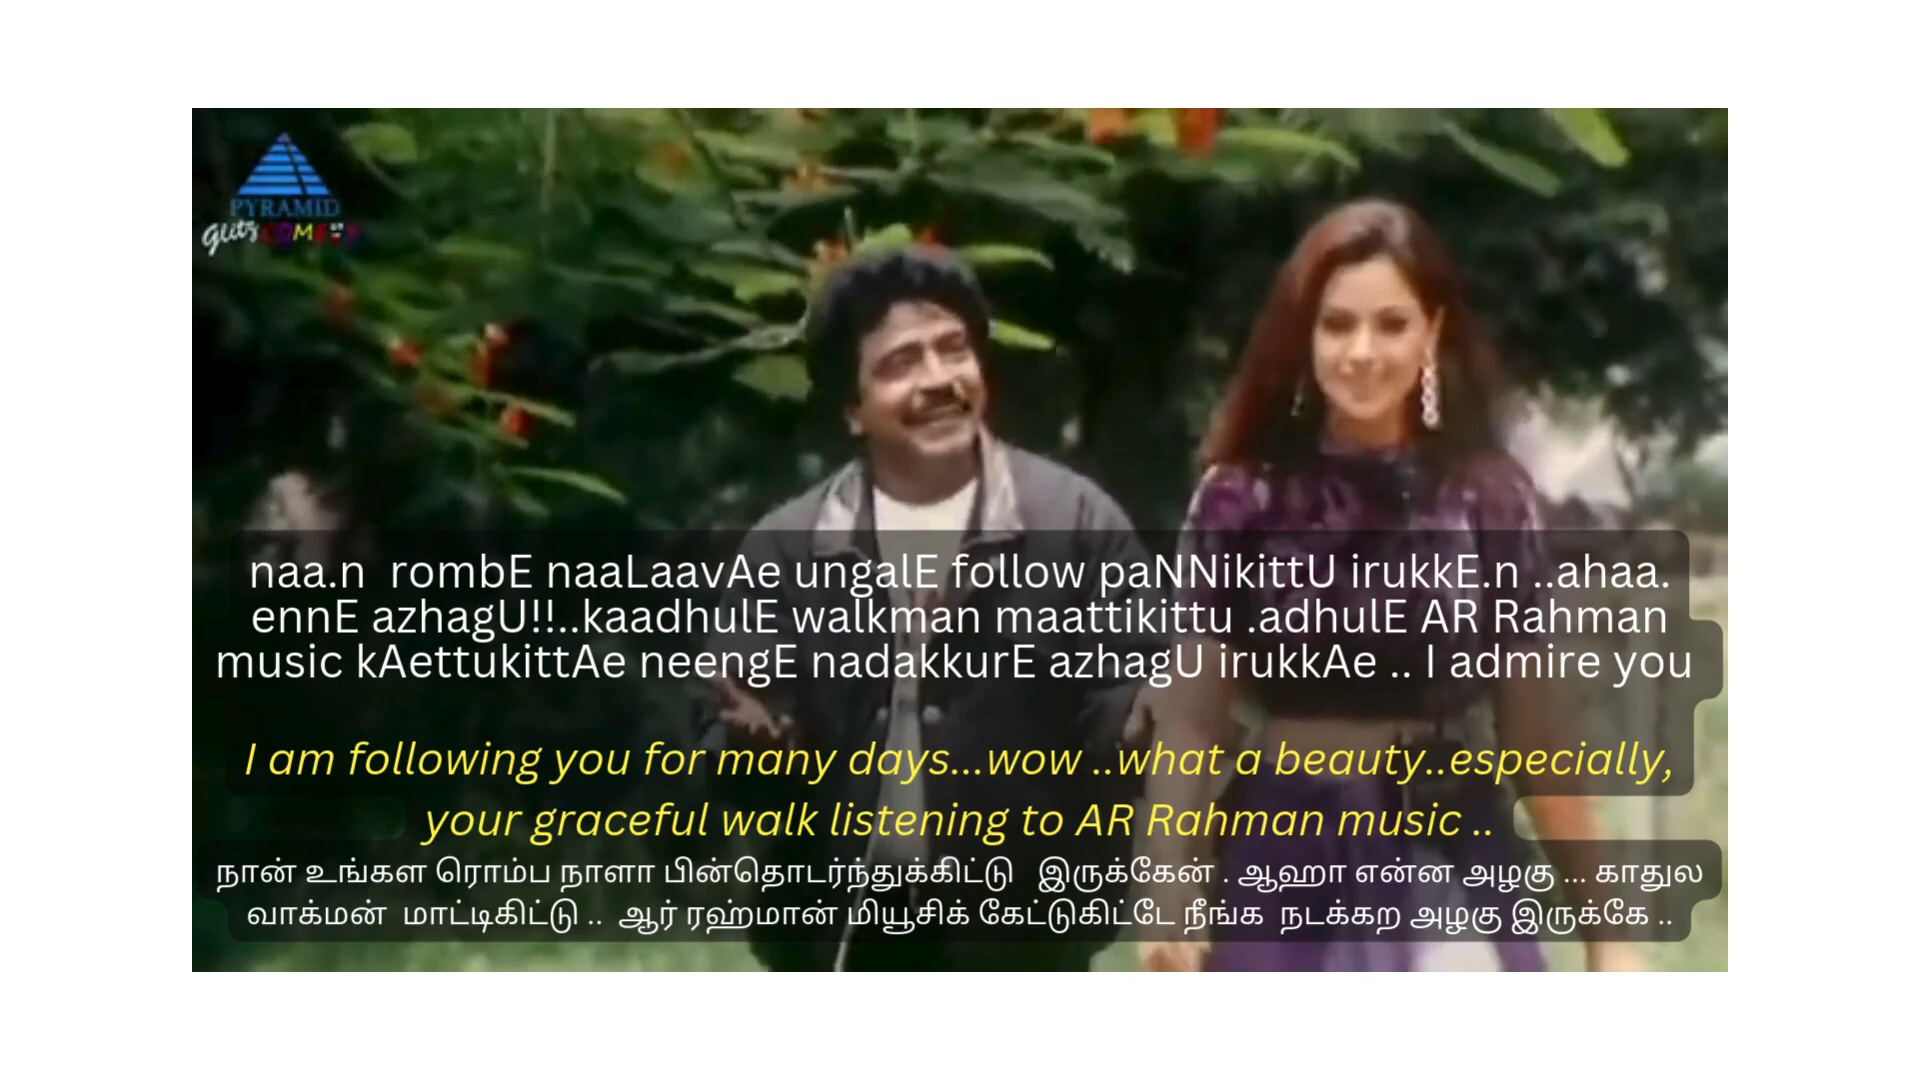 PYRAMID
glitz COMEDY
naa.n rombE naaLaavAe ungalE follow paNNikittU irukkE.n ..ahaa.
ennE azhagU!!..kaadhulE walkman maattikittu .adhulE AR Rahman
music kAettukittAe neengE nadakkurE azhagU irukkAe .. I admire you
I am following you for many days...wow ..what a beauty..especially,
your graceful walk listening to AR Rahman music ..
நான் உங்கள ரொம்ப நாளா பின்தொடர்ந்துக்கிட்டு இருக்கேன் . ஆஹா என்ன அழகு ... காதுல
வாக்மன் மாட்டிகிட்டு .. ஆர் ரஹ்மான் மியூசிக் கேட்டுகிட்டே நீங்க நடக்கற அழகு இருக்கே ..